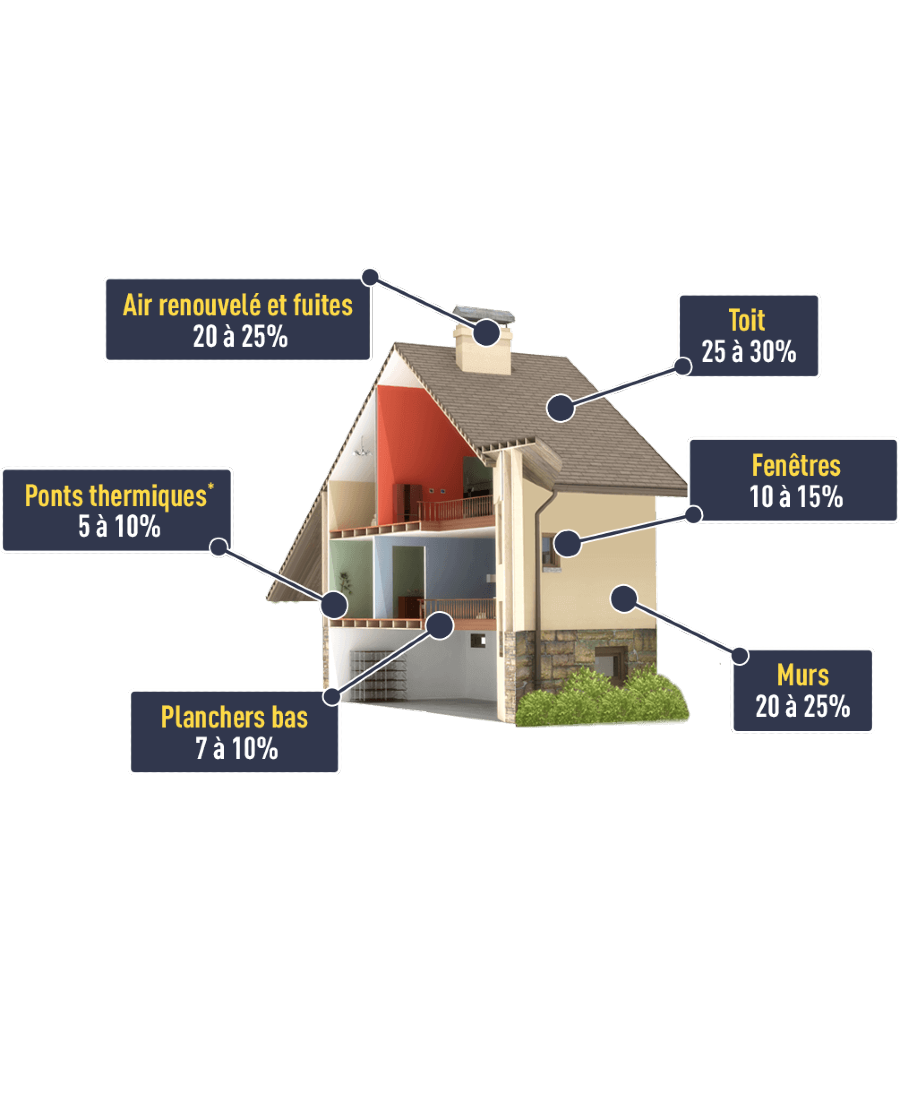 Air renouvelé et fuites
20 à 25%
Toit
25 à 30%
Fenêtres
10 à 15%
Ponts thermiques*
5 à 10%
Murs
20 à 25%
Planchers bas
7 à 10%